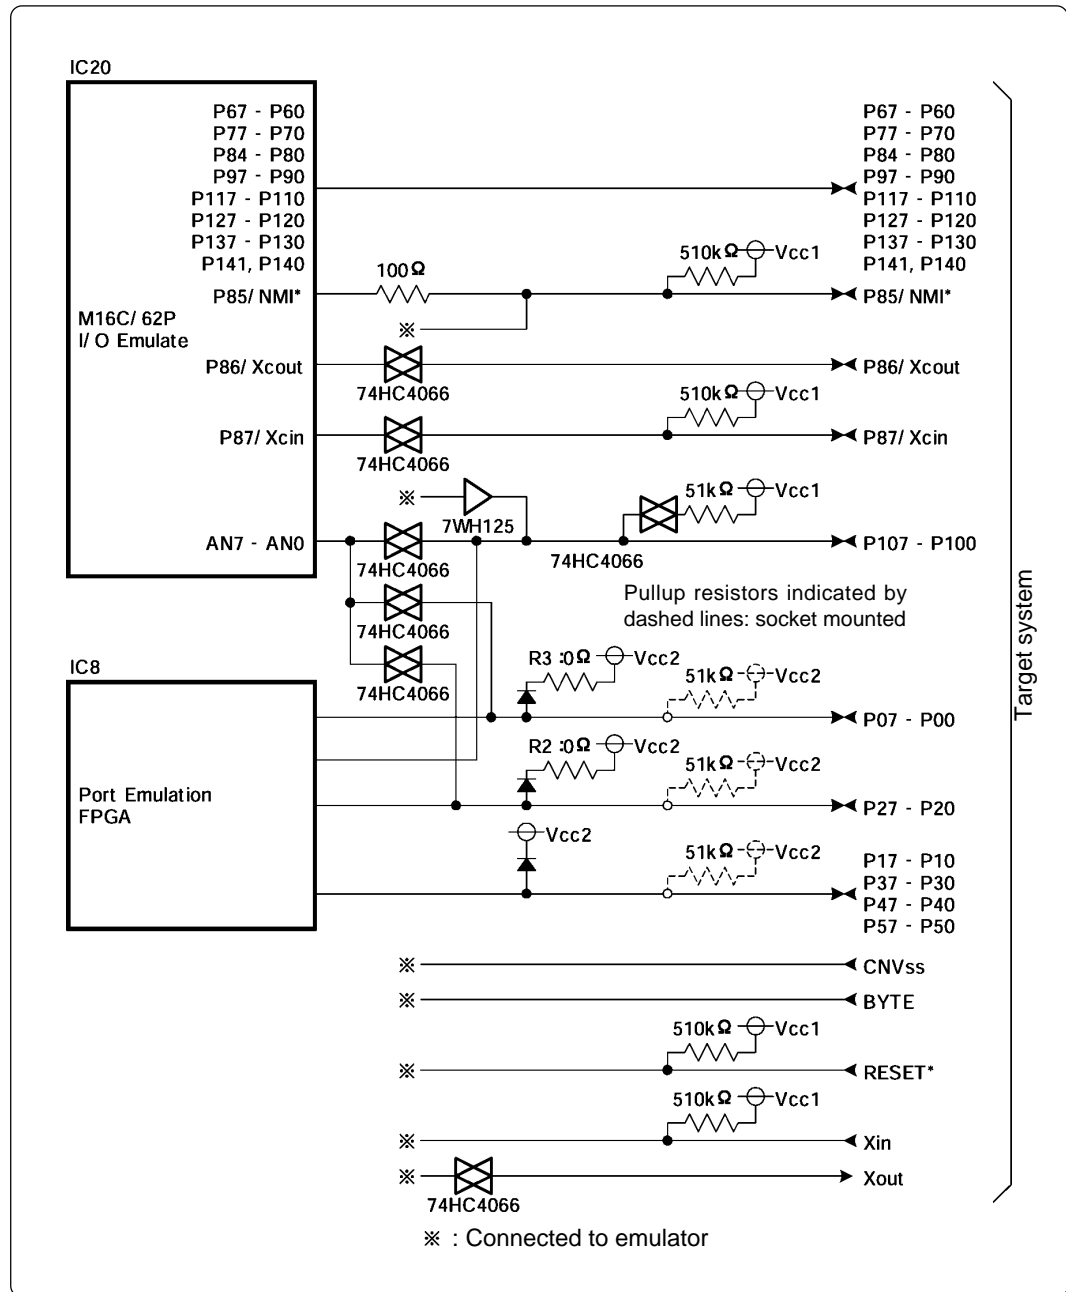 IC20
P67 - P60 P67 - P60
P77 - P70 P77 - P70
P84 - P80 P84 - P80
P97 - P90 P97 - P90
P117 - P110 P117 - P110
P127 - P120 P127 - P120
P137 - P130 510kΩ Vcc1 P137 - P130
P141, P140 100Ω P141, P140
P85/ NMI* P85/ NMI*
M16C/ 62P
I/ O Emulate ※
P86/ Xcout P86/ Xcout
74HC4066 510kΩ Vcc1
P87/ Xcin P87/ Xcin
74HC4066
※ 51kΩ Vcc1
7WH125
AN7 - AN0 P107 - P100
74HC4066 74HC4066
Pullup resistors indicated by
dashed lines: socket mounted
74HC4066
IC8 R3 :0Ω Vcc2
74HC4066 51kΩ Vcc2
P07 - P00
R2 :0Ω Vcc2
51kΩ Vcc2
Port Emulation
FPGA P27 - P20
Vcc2
51kΩ Vcc2 P17 - P10
P37 - P30
P47 - P40
P57 - P50
※ CNVss
※ BYTE
510kΩ Vcc1
※ RESET*
510kΩ Vcc1
※ Xin
※ Xout
74HC4066
※ : Connected to emulator
Target system